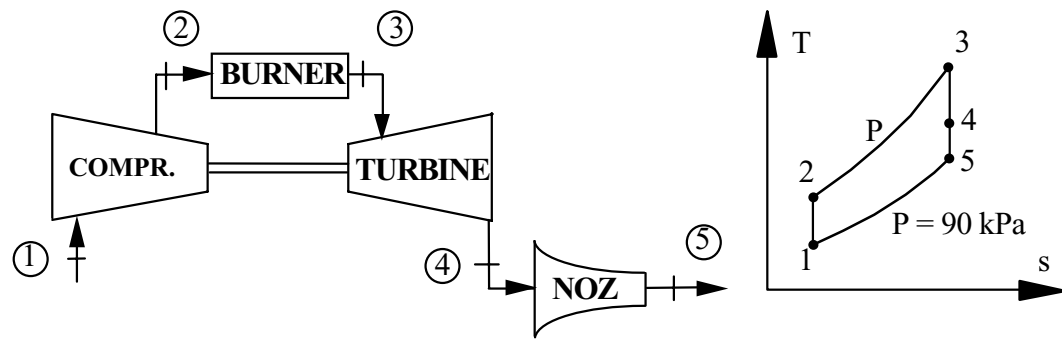 ②
③
BURNER
COMPR.
TURBINE
①
④
⑤
NOZ
T
3
P
4
2
5
P = 90 kPa
1
s